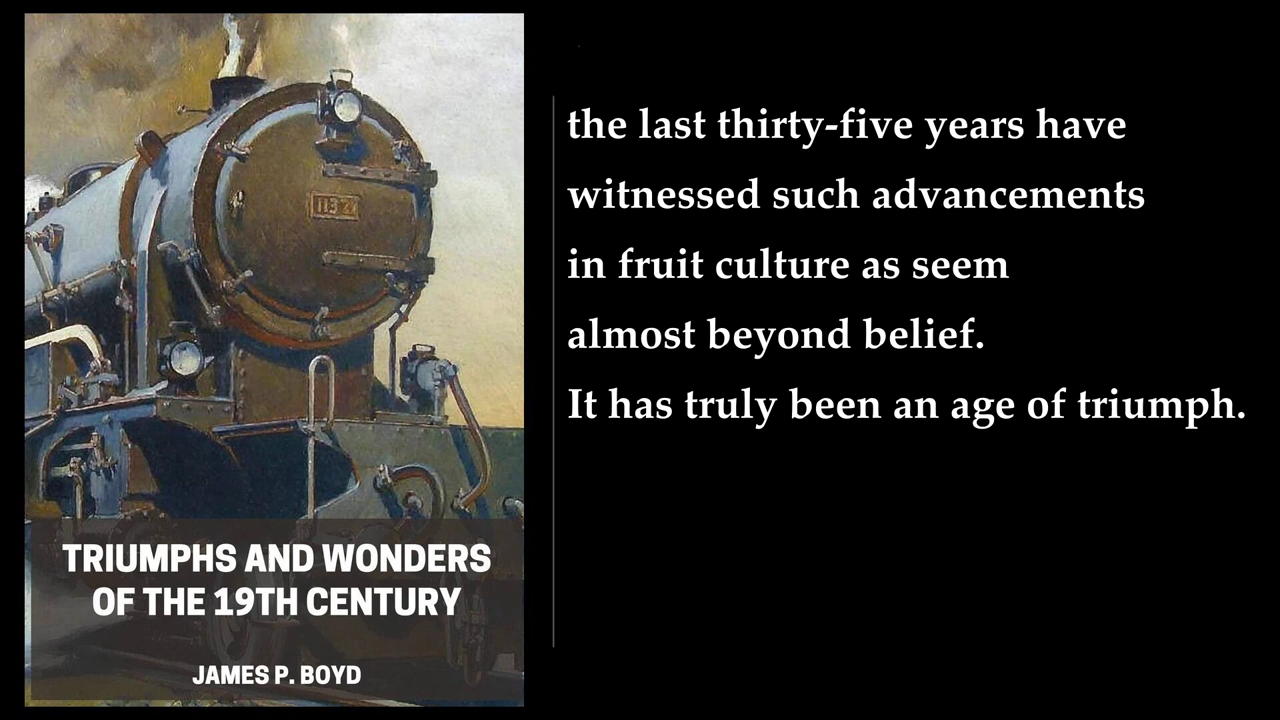 the last thirty-five years have
witnessed such advancements
in fruit culture as seem
almost beyond belief.
It has truly been an age of triumph.
TRIUMPHS AND WONDERS
OF THE 19TH CENTURY
JAMES P. BOYD